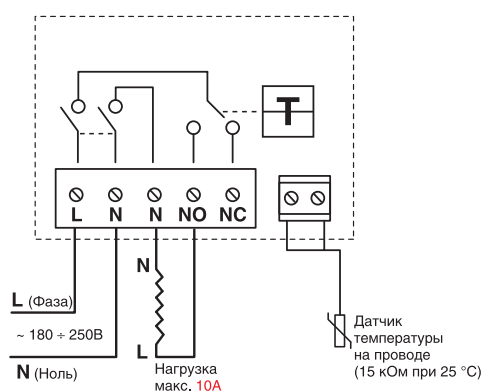 T
L N N NO NC
N
L (Фаза)
~ 180 ÷ 250В
L
N (Ноль)
Нагрузка
макс. 10А
Датчик
температуры
на проводе
(15 кОм при 25 °C)